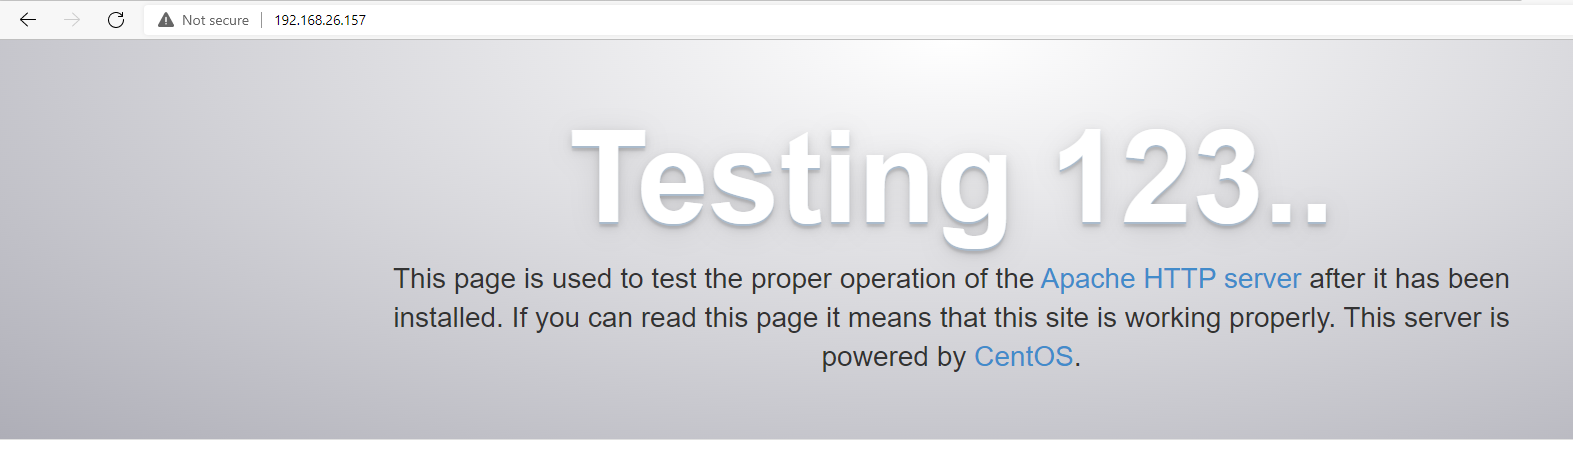 Not secure
192.168.26.157
Testing 123..
This page is used to test the proper operation of the Apache HTTP server after it has been
installed. If you can read this page it means that this site is working properly. This server is
powered by CentOS.